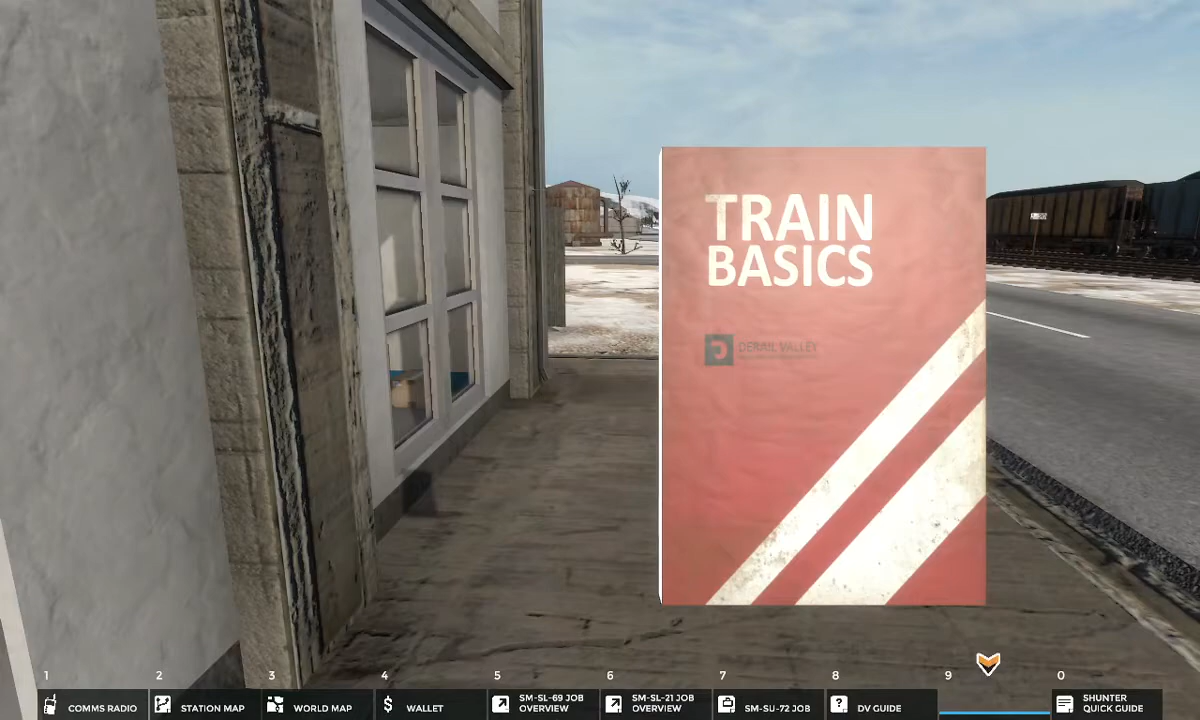 TRAIN
BASICS
DERAIL VALLEY
1 2 3 4 5 6 7 8 9 0
COMMS RADIO
STATION MAP
WORLD MAP
WALLET
SM-SL-69 JOB
OVERVIEW
SM-SL-21 JOB
OVERVIEW
SM-SU-72 JOB
DV GUIDE
SHUNTER
QUICK GUIDE